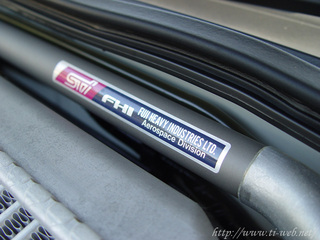 STI
FHI
FUJI HEAVY INDUSTRIES LTD.
Aerospace Division
http://www.ti-web.net